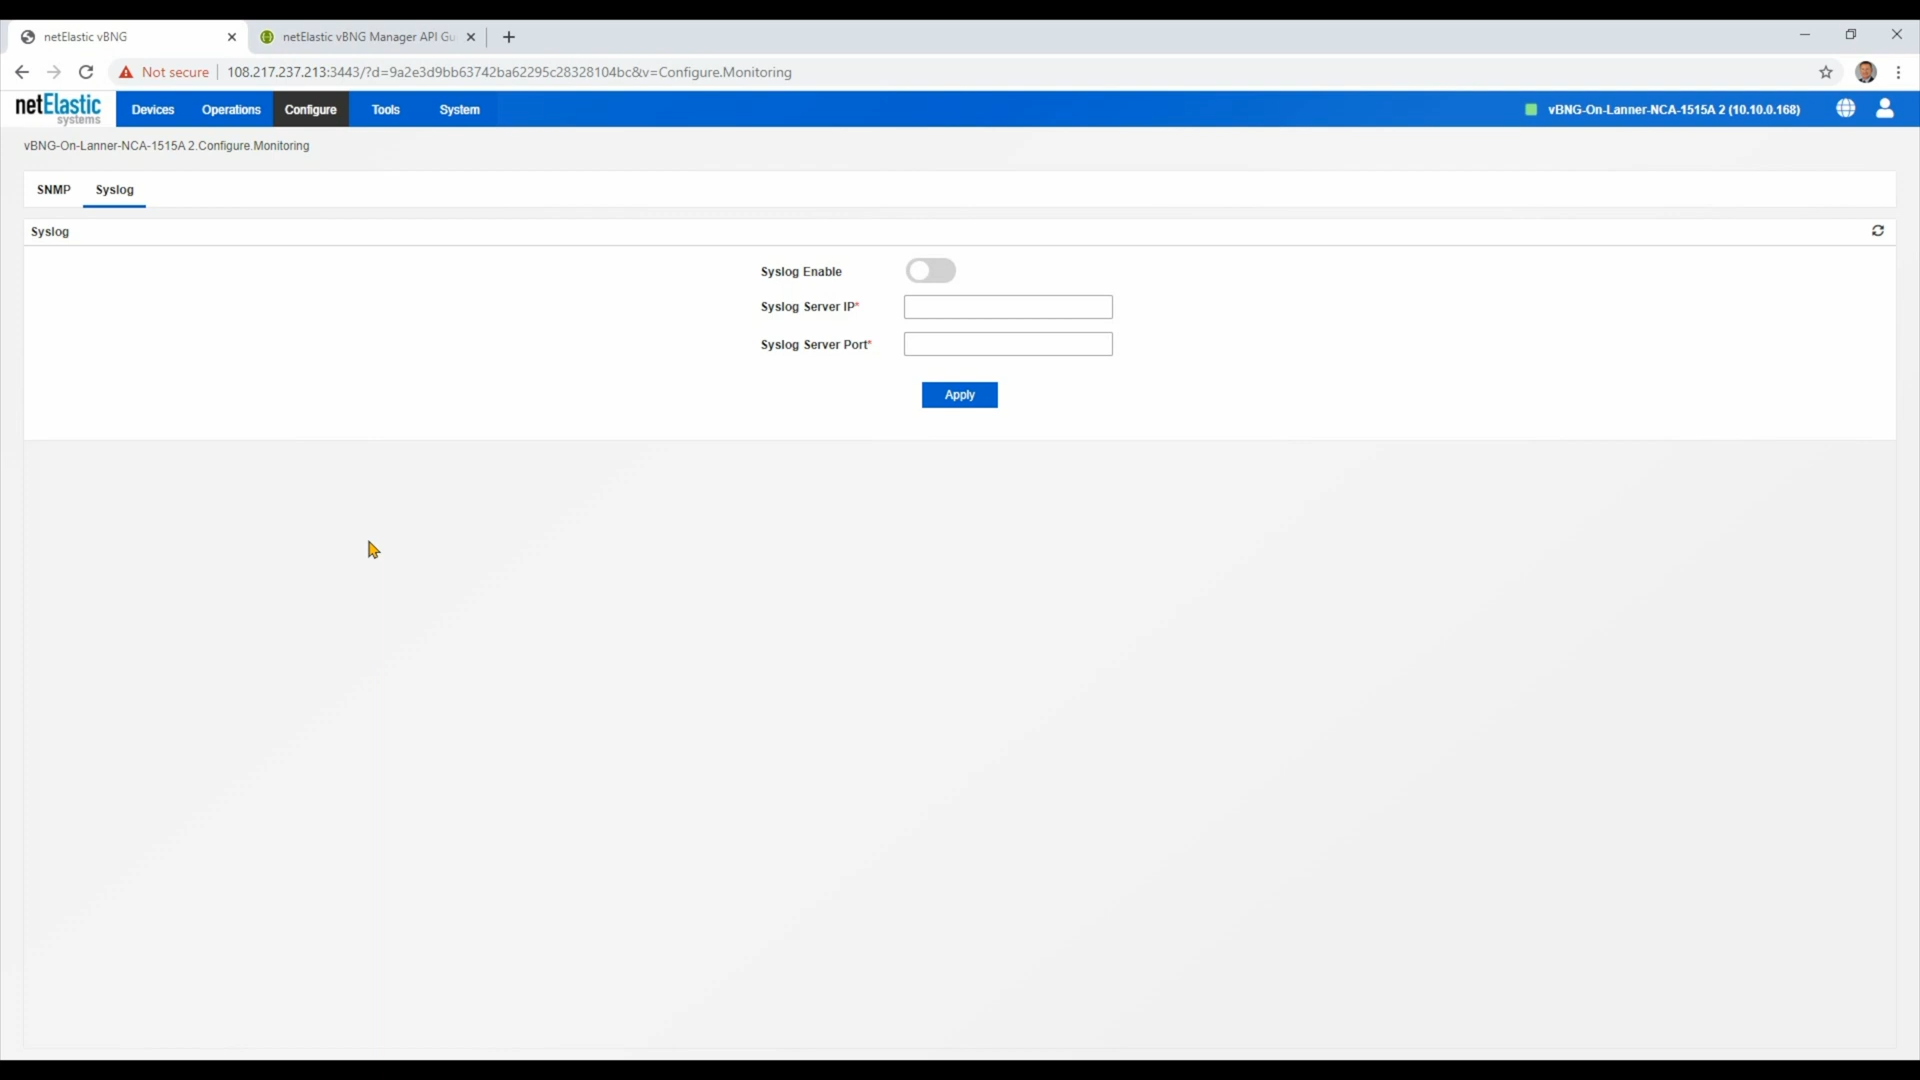 netElastic vBNG
netElastic vBNG Manager API Gu
Not secure
108.217.237.213:3443/?d=9a2e3d9bb63742ba62295c28328104bc&v=Configure.Monitoring
netElastic
systems
Devices
Operations
Configure
Tools
System
vBNG-On-Lanner-NCA-1515A 2 (10.10.0.168)
vBNG-On-Lanner-NCA-1515A 2.Configure.Monitoring
SNMP
Syslog
Syslog
Syslog Enable
Syslog Server IP*
Syslog Server Port*
Apply